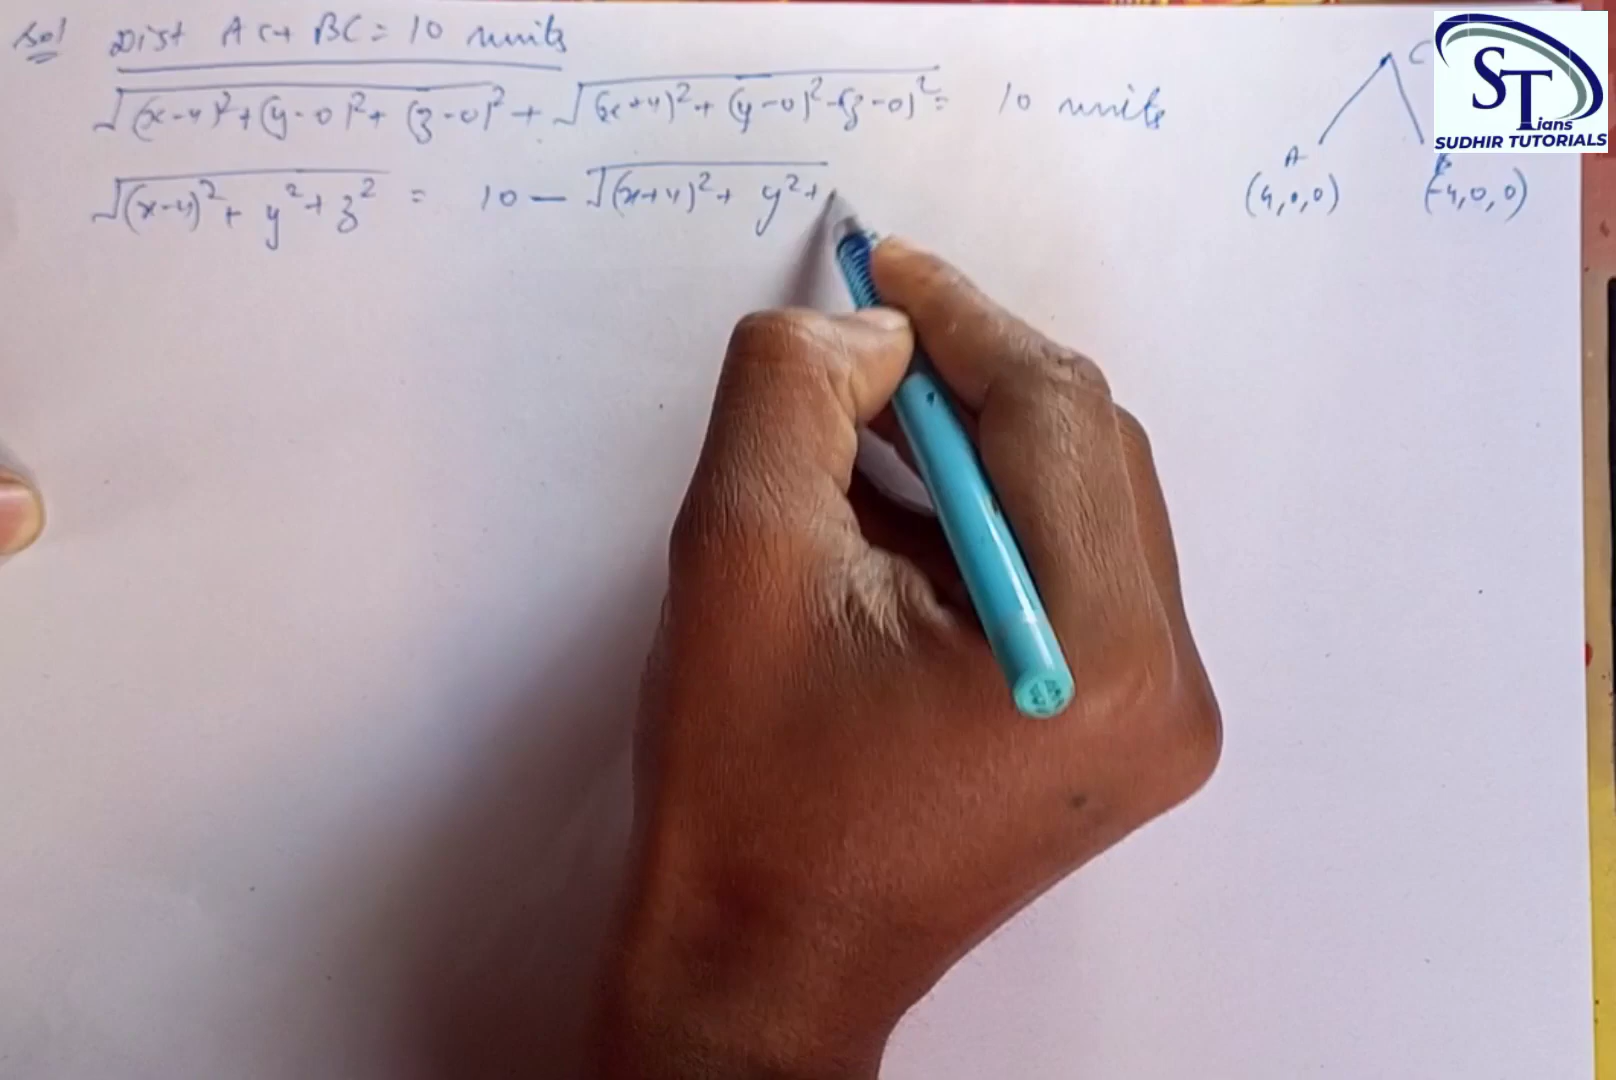 Sol Dist AC+ BC = 10 units
√(x-4)²+(y-0)²+ (z-0)² + √(x+4)²+ (y-0)²-(z-0)² = 10 units
√(x-4)²+ y²+z² = 10 - √(x+4)²+ y²+
C
A B
(4,0,0) (-4,0,0)
ST
ians
SUDHIR TUTORIALS